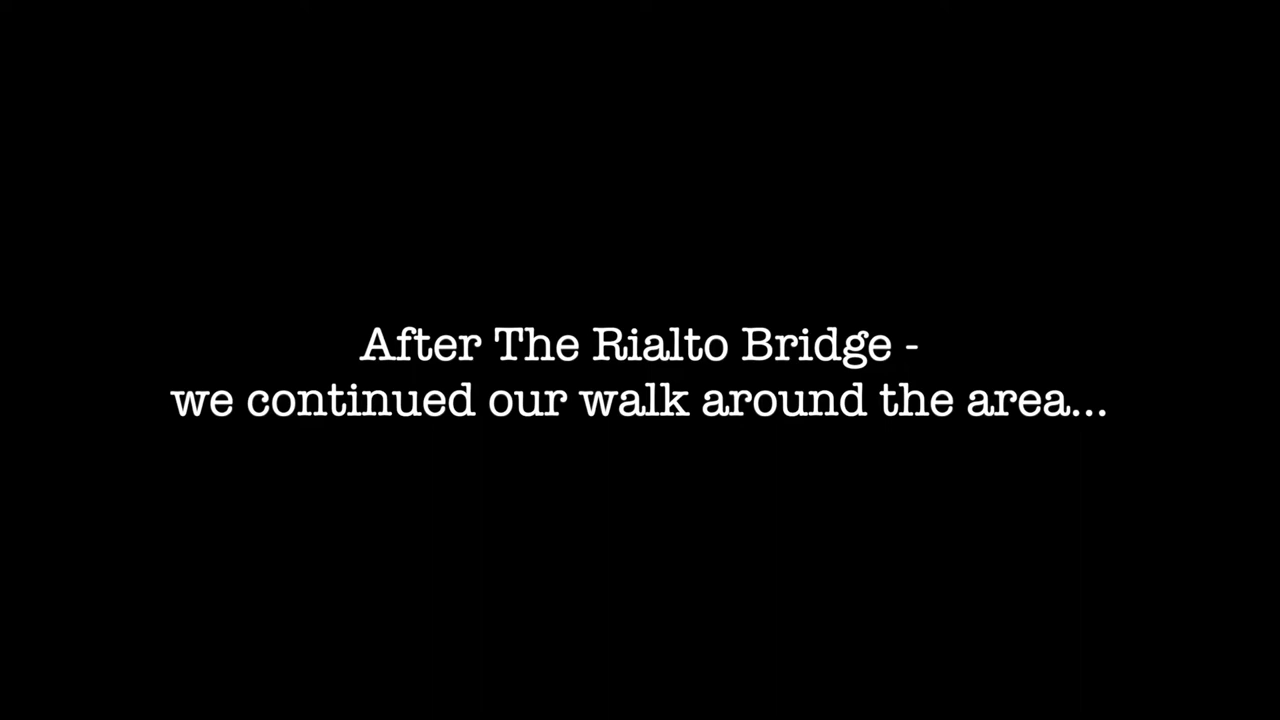 After The Rialto Bridge -
we continued our walk around the area...